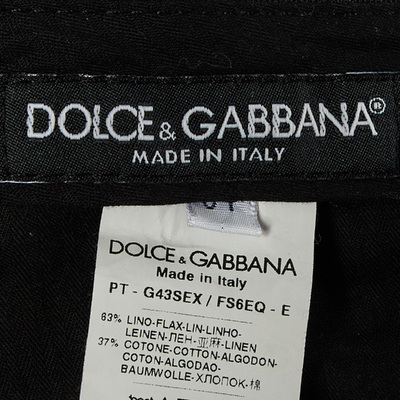 DOLCE & GABBANA®
MADE IN ITALY
DOLCE & GABBANA
Made in Italy
PT - G43SEX / FS6EQ - E
63% LINO-FLAX-LIN-LINHO-
LEINEN-ЛЕН-亚麻-LINEN
37% COTONE-COTTON-ALGODON-
COTON-ALGODAO-
BAUMWOLLE-ХЛОПОК-棉